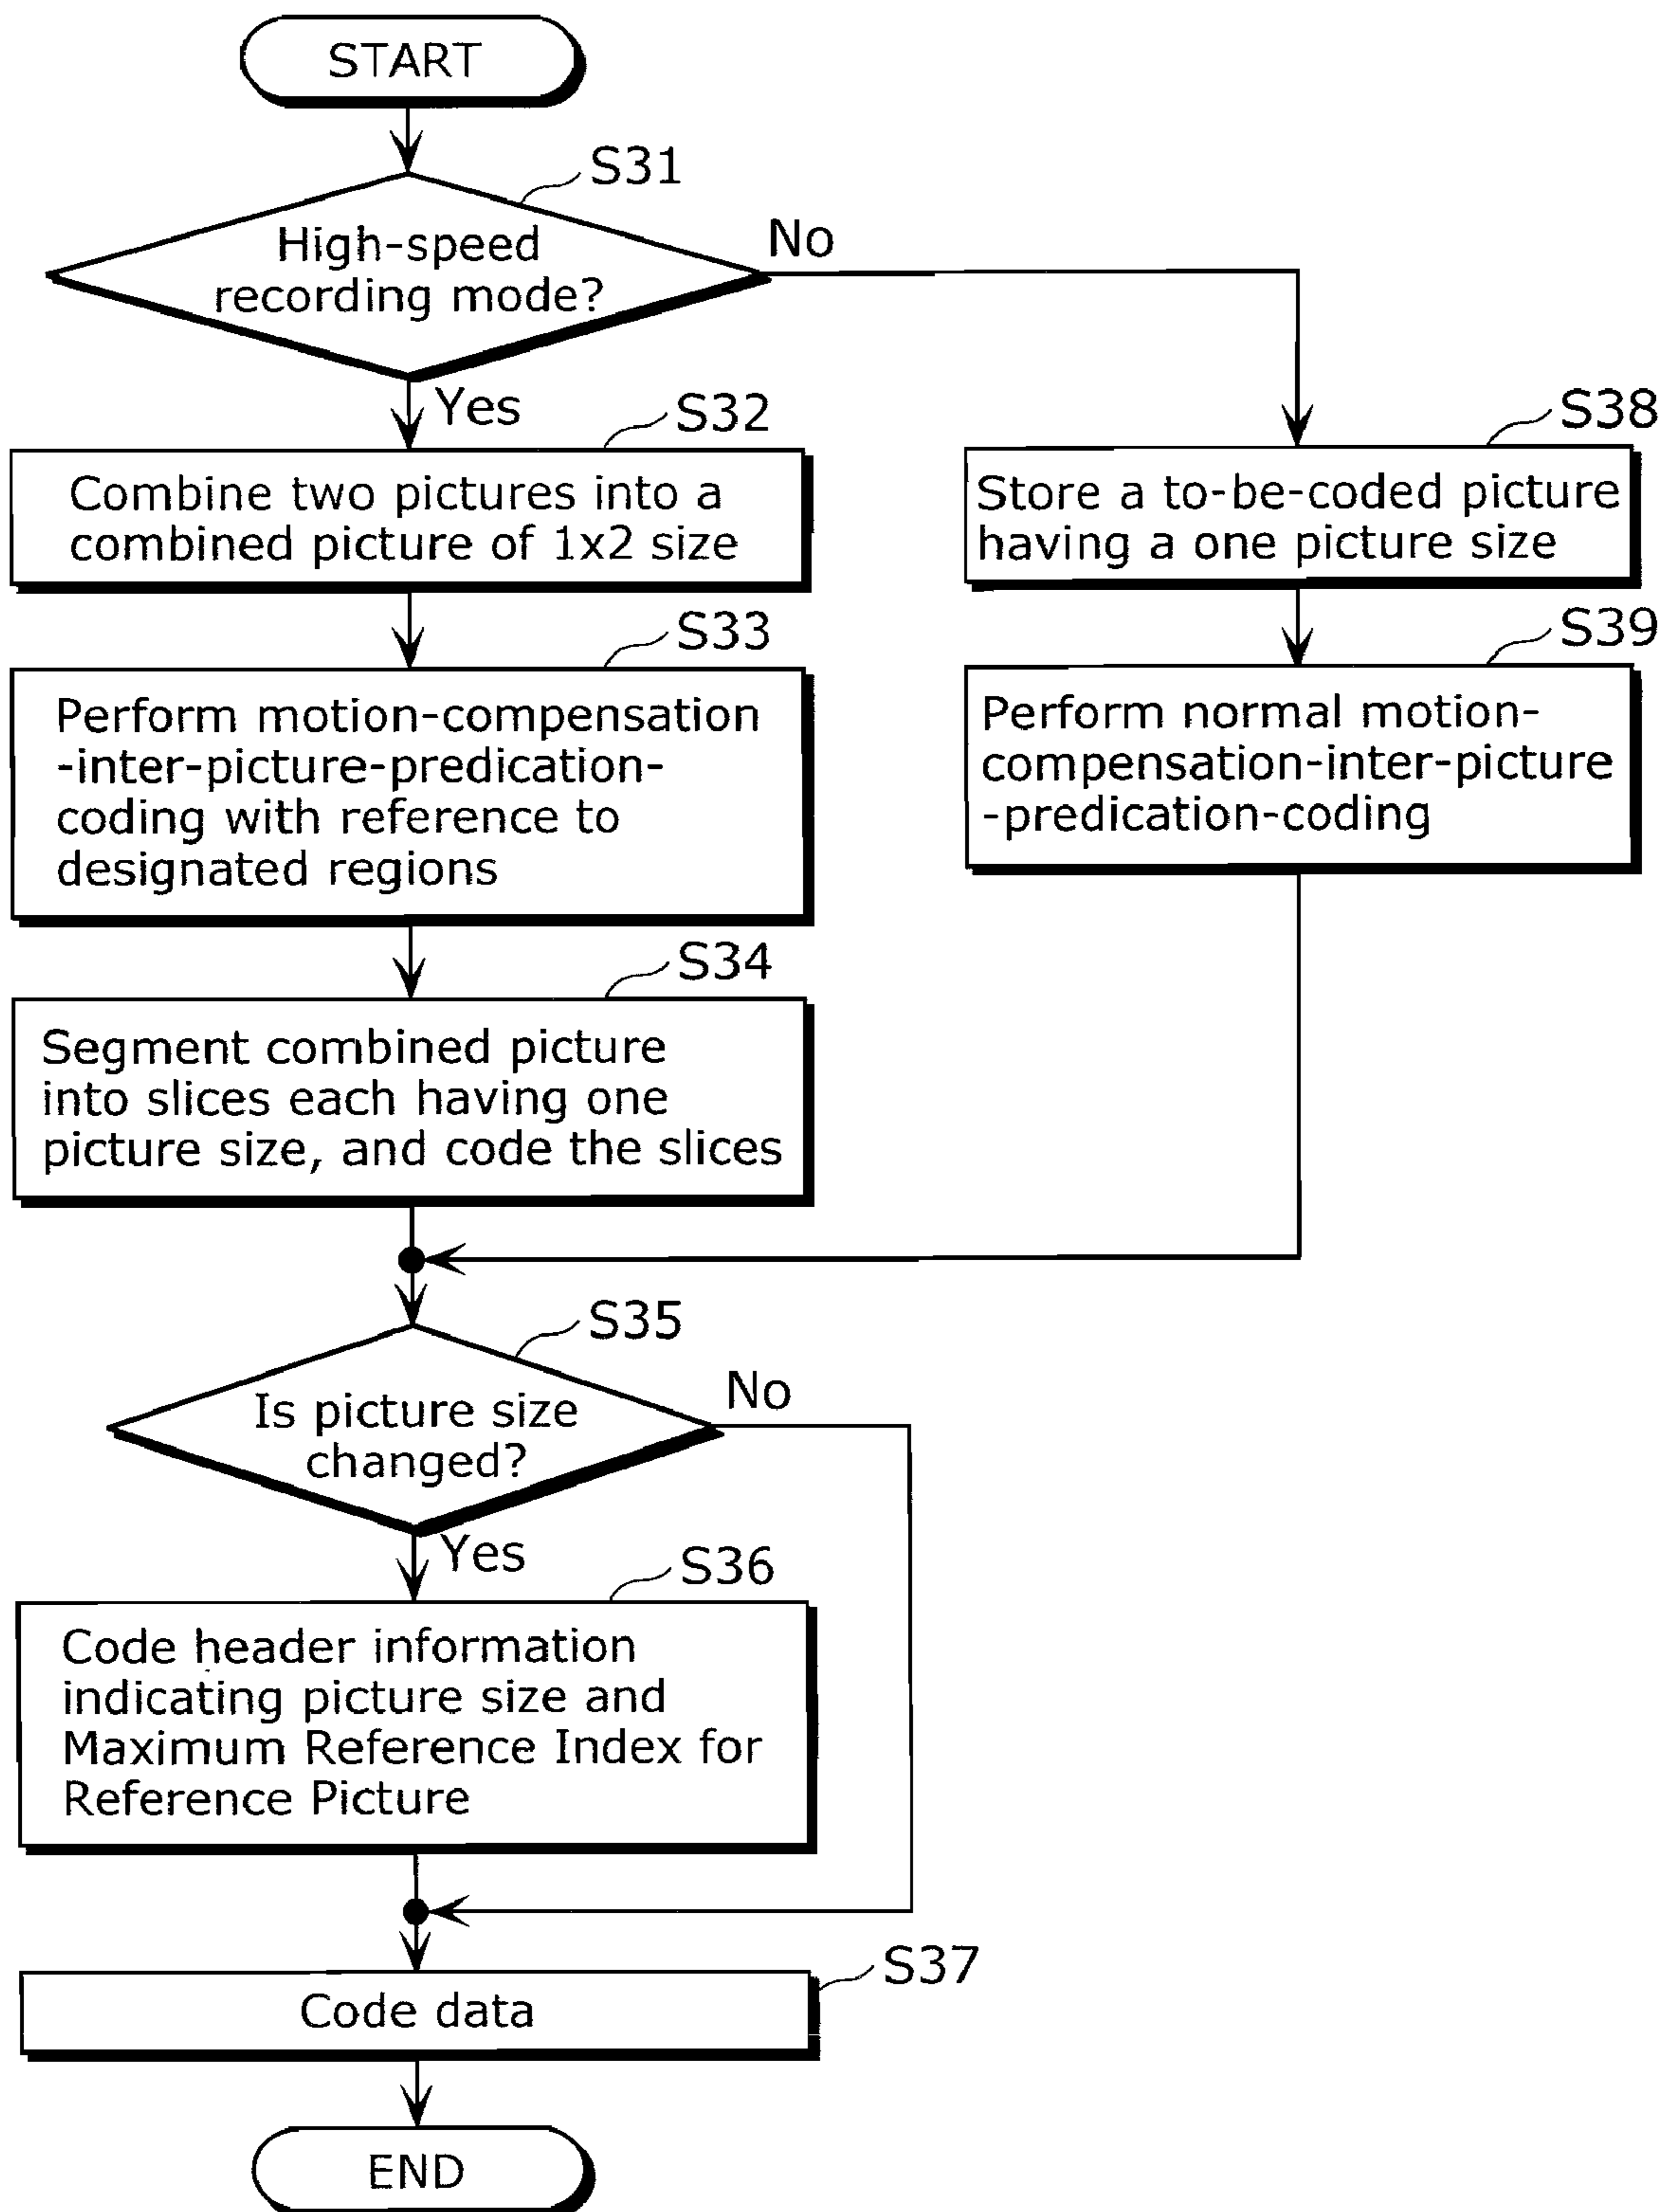 START
S31
High-speed
recording mode?
No
Yes
S32
Combine two pictures into a
combined picture of 1x2 size
S38
Store a to-be-coded picture
having a one picture size
S33
Perform motion-compensation
-inter-picture-predication-
coding with reference to
designated regions
S39
Perform normal motion-
compensation-inter-picture
-predication-coding
S34
Segment combined picture
into slices each having one
picture size, and code the slices
S35
Is picture size
changed?
No
Yes
S36
Code header information
indicating picture size and
Maximum Reference Index for
Reference Picture
S37
Code data
END